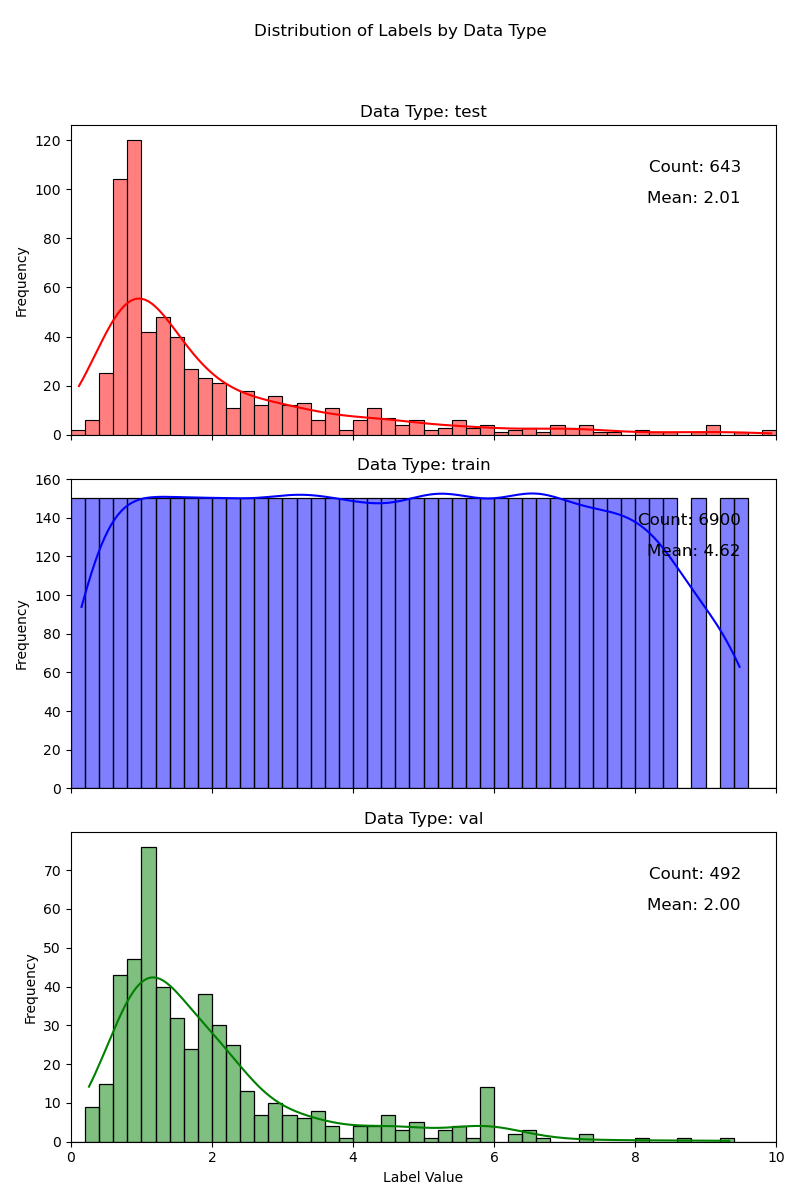 Distribution of Labels by Data Type
Data Type: test
120
100
80
60
40
20
0
Frequency
Count: 643
Mean: 2.01
Data Type: train
160
140
120
100
80
60
40
20
0
Frequency
Count: 6900
Mean: 4.62
Data Type: val
70
60
50
40
30
20
10
0
Frequency
Count: 492
Mean: 2.00
0 2 4 6 8 10
Label Value